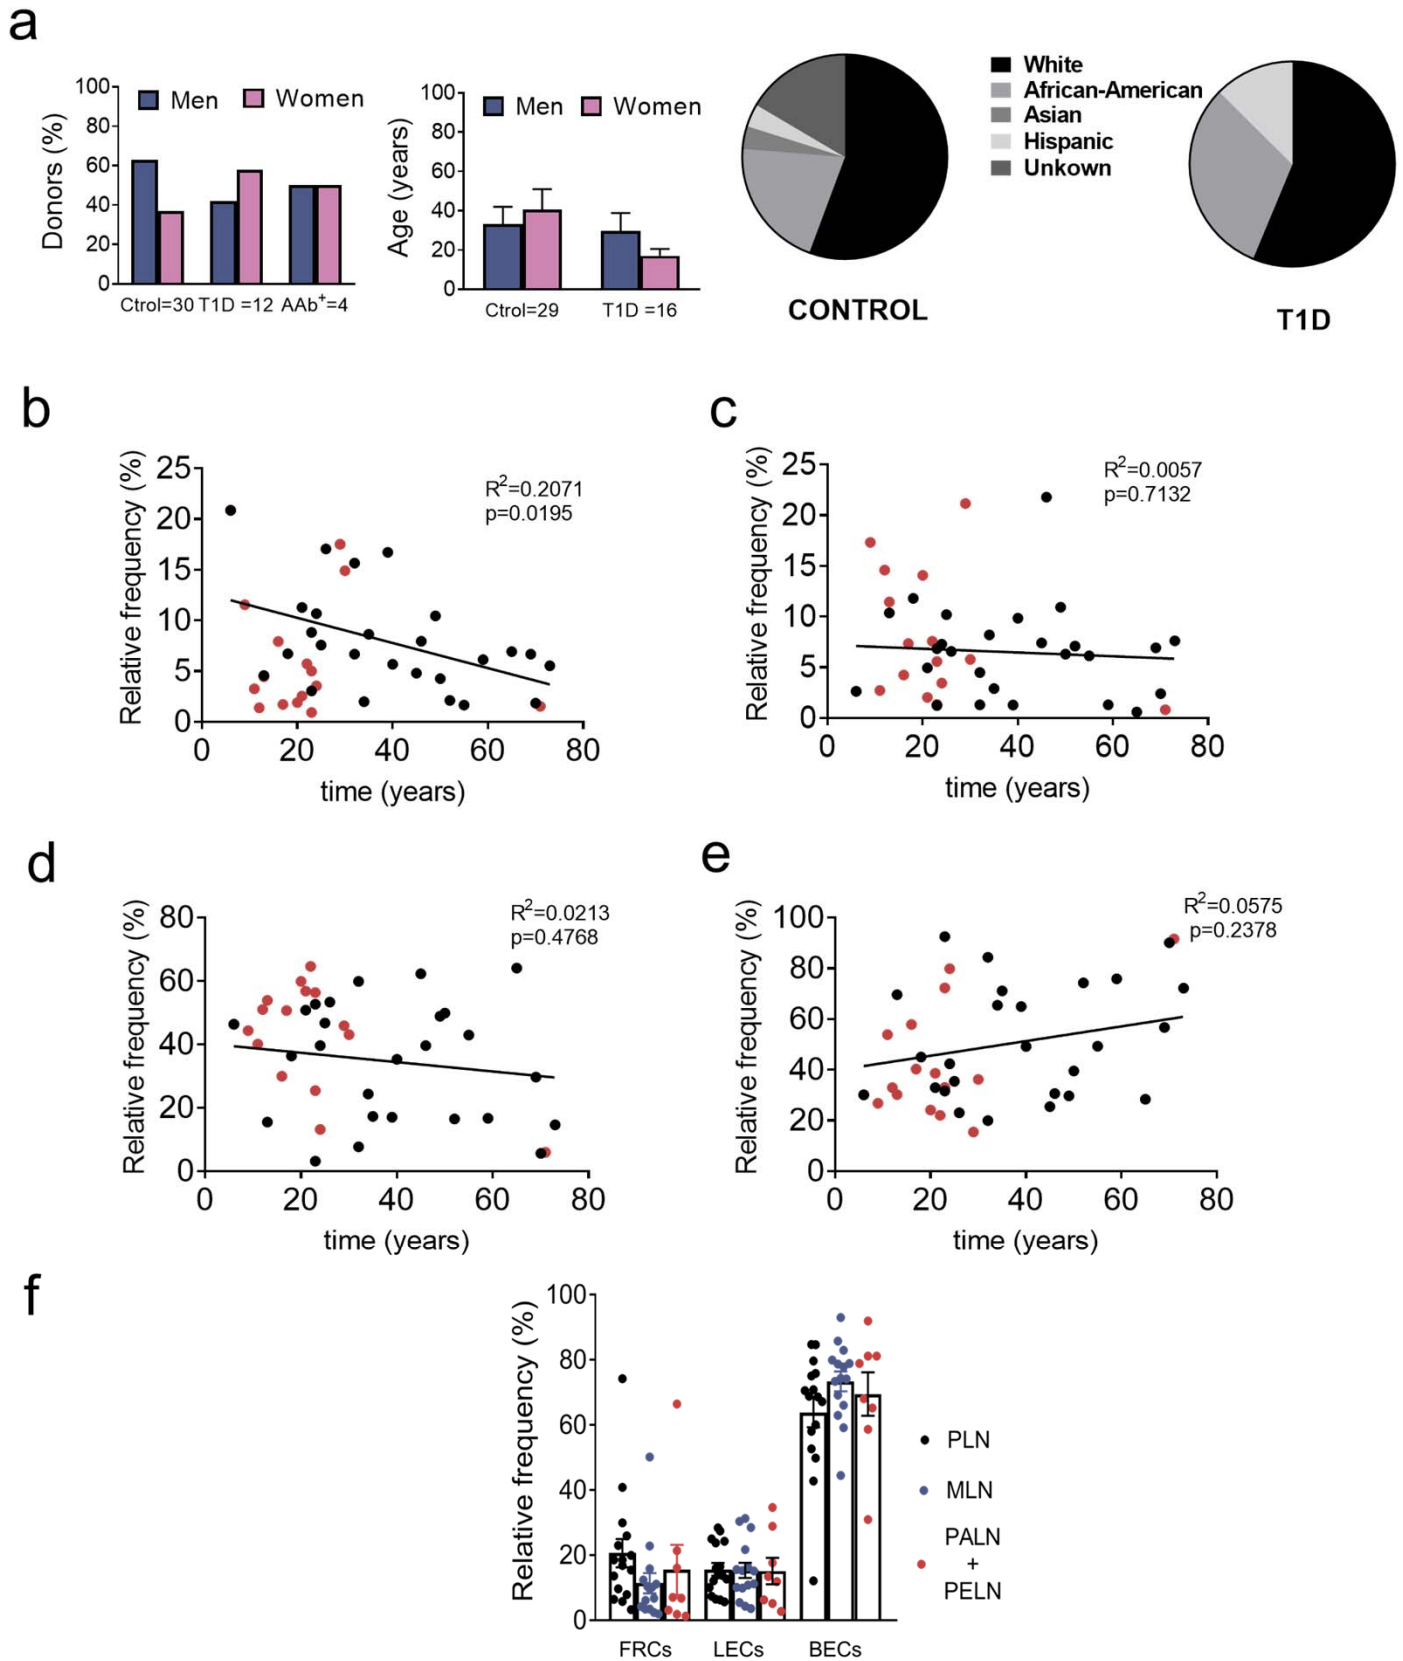 a
Donors (%)
100
80
60
40
20
0
Men
Women
Ctrol=30 T1D =12 AAb+=4
Age (years)
100
80
60
40
20
0
Men
Women
Ctrol=29
T1D =16
CONTROL
White
African-American
Asian
Hispanic
Unkown
T1D
b
Relative frequency (%)
25
20
15
10
5
0
R2=0.2071
p=0.0195
0 20 40 60 80
time (years)
c
Relative frequency (%)
25
20
15
10
5
0
R2=0.0057
p=0.7132
0 20 40 60 80
time (years)
d
Relative frequency (%)
80
60
40
20
0
R2=0.0213
p=0.4768
0 20 40 60 80
time (years)
e
Relative frequency (%)
100
80
60
40
20
0
R2=0.0575
p=0.2378
0 20 40 60 80
time (years)
f
Relative frequency (%)
100
80
60
40
20
0
FRCs LECs BECs
PLN
MLN
PALN
+
PELN